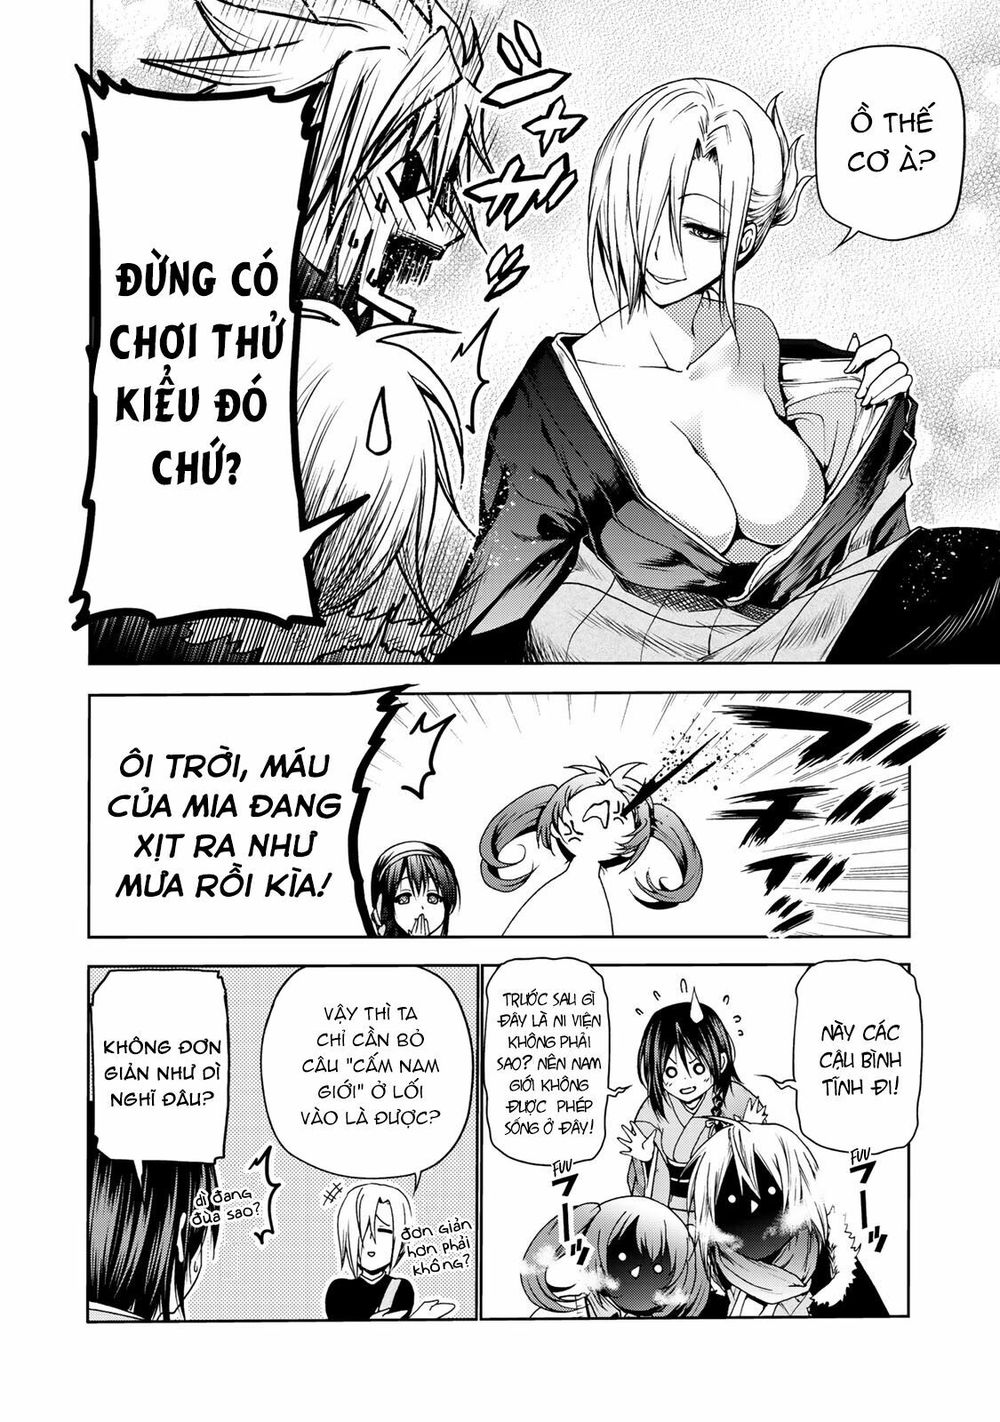 Ồ THẾ
CƠ À?
ĐỪNG CÓ
CHƠI THỬ
KIỂU ĐÓ
CHỨ?
ÔI TRỜI, MÁU
CỦA MIA ĐANG
XỊT RA NHƯ
MƯA RỒI KÌA!
NÀY CÁC
CẬU BÌNH
TĨNH ĐI!
TRƯỚC SAU GÌ
ĐÂY LÀ NI VIỆN
KHÔNG PHẢI
SAO? NÊN NAM
GIỚI KHÔNG
ĐƯỢC PHÉP
SỐNG Ở ĐÂY!
FUU
フー
FUU
フー
VẬY THÌ TA
CHỈ CẦN BỎ
CÂU "CẤM NAM
GIỚI" Ở LỐI
VÀO LÀ ĐƯỢC?
đơn giản
hơn phải
không?
KHÔNG ĐƠN
GIẢN NHƯ DÌ
NGHĨ ĐÂU?
dì đang
đùa sao?